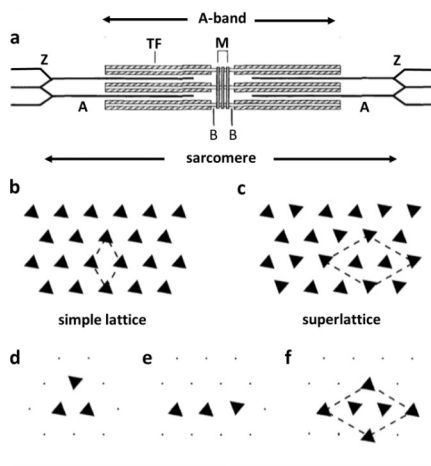 A-band
a
TF
M
Z
Z
A
A
B
B
sarcomere
b
c
simple lattice
superlattice
d
e
f